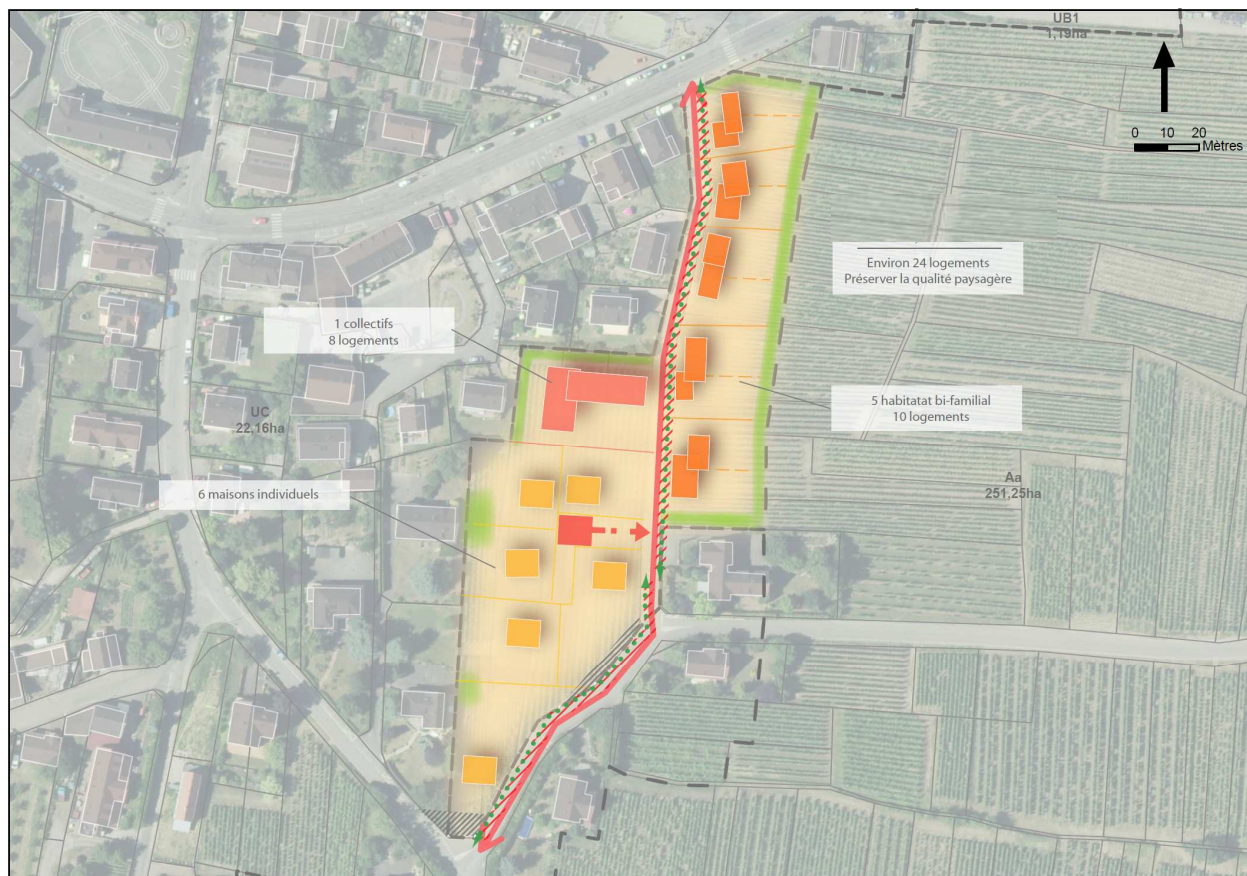 UB1
1,19ha
0 10 20
Mètres
Environ 24 logements
Préserver la qualité paysagère
1 collectifs
8 logements
5 habitatat bi-familial
10 logements
UC
22,16ha
Aa
251,25ha
6 maisons individuels